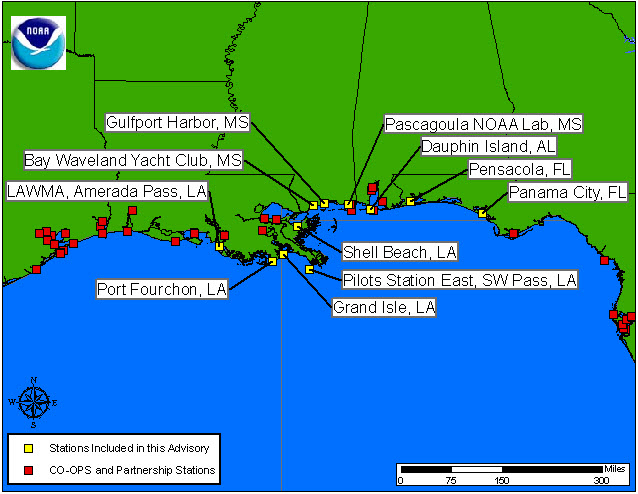 NOAA
Gulfport Harbor, MS
Pascagoula NOAA Lab, MS
Dauphin Island, AL
Bay Waveland Yacht Club, MS
Pensacola, FL
LAWMA, Amerada Pass, LA
Panama City, FL
Shell Beach, LA
Port Fourchon, LA
Pilots Station East, SW Pass, LA
Grand Isle, LA
N
W
E
S
Stations Included in this Advisory
CO-OPS and Partnership Stations
Miles
0 75 150 300